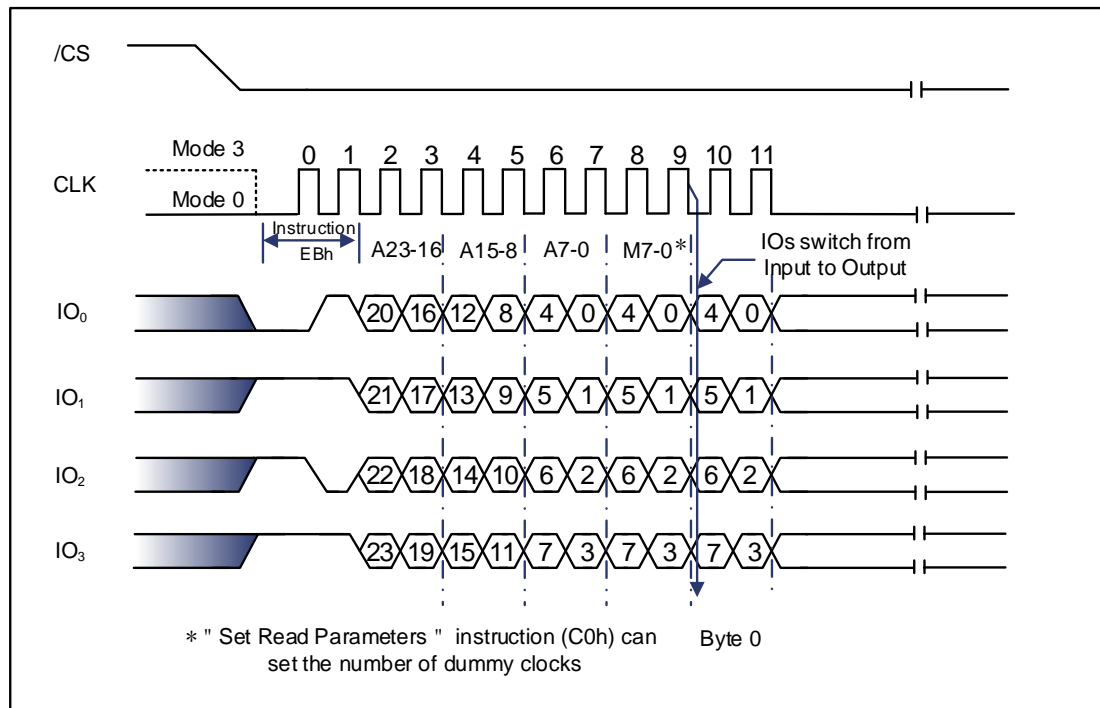 /CS
Mode 3
CLK
Mode 0
0 1 2 3 4 5 6 7 8 9 10 11
Instruction
EBh
A23-16 A15-8 A7-0 M7-0*
IOs switch from
Input to Output
IO0
20 16 12 8 4 0 4 0 4 0
IO1
21 17 13 9 5 1 5 1 5 1
IO2
22 18 14 10 6 2 6 2 6 2
IO3
23 19 15 11 7 3 7 3 7 3
* " Set Read Parameters " instruction (C0h) can
set the number of dummy clocks
Byte 0